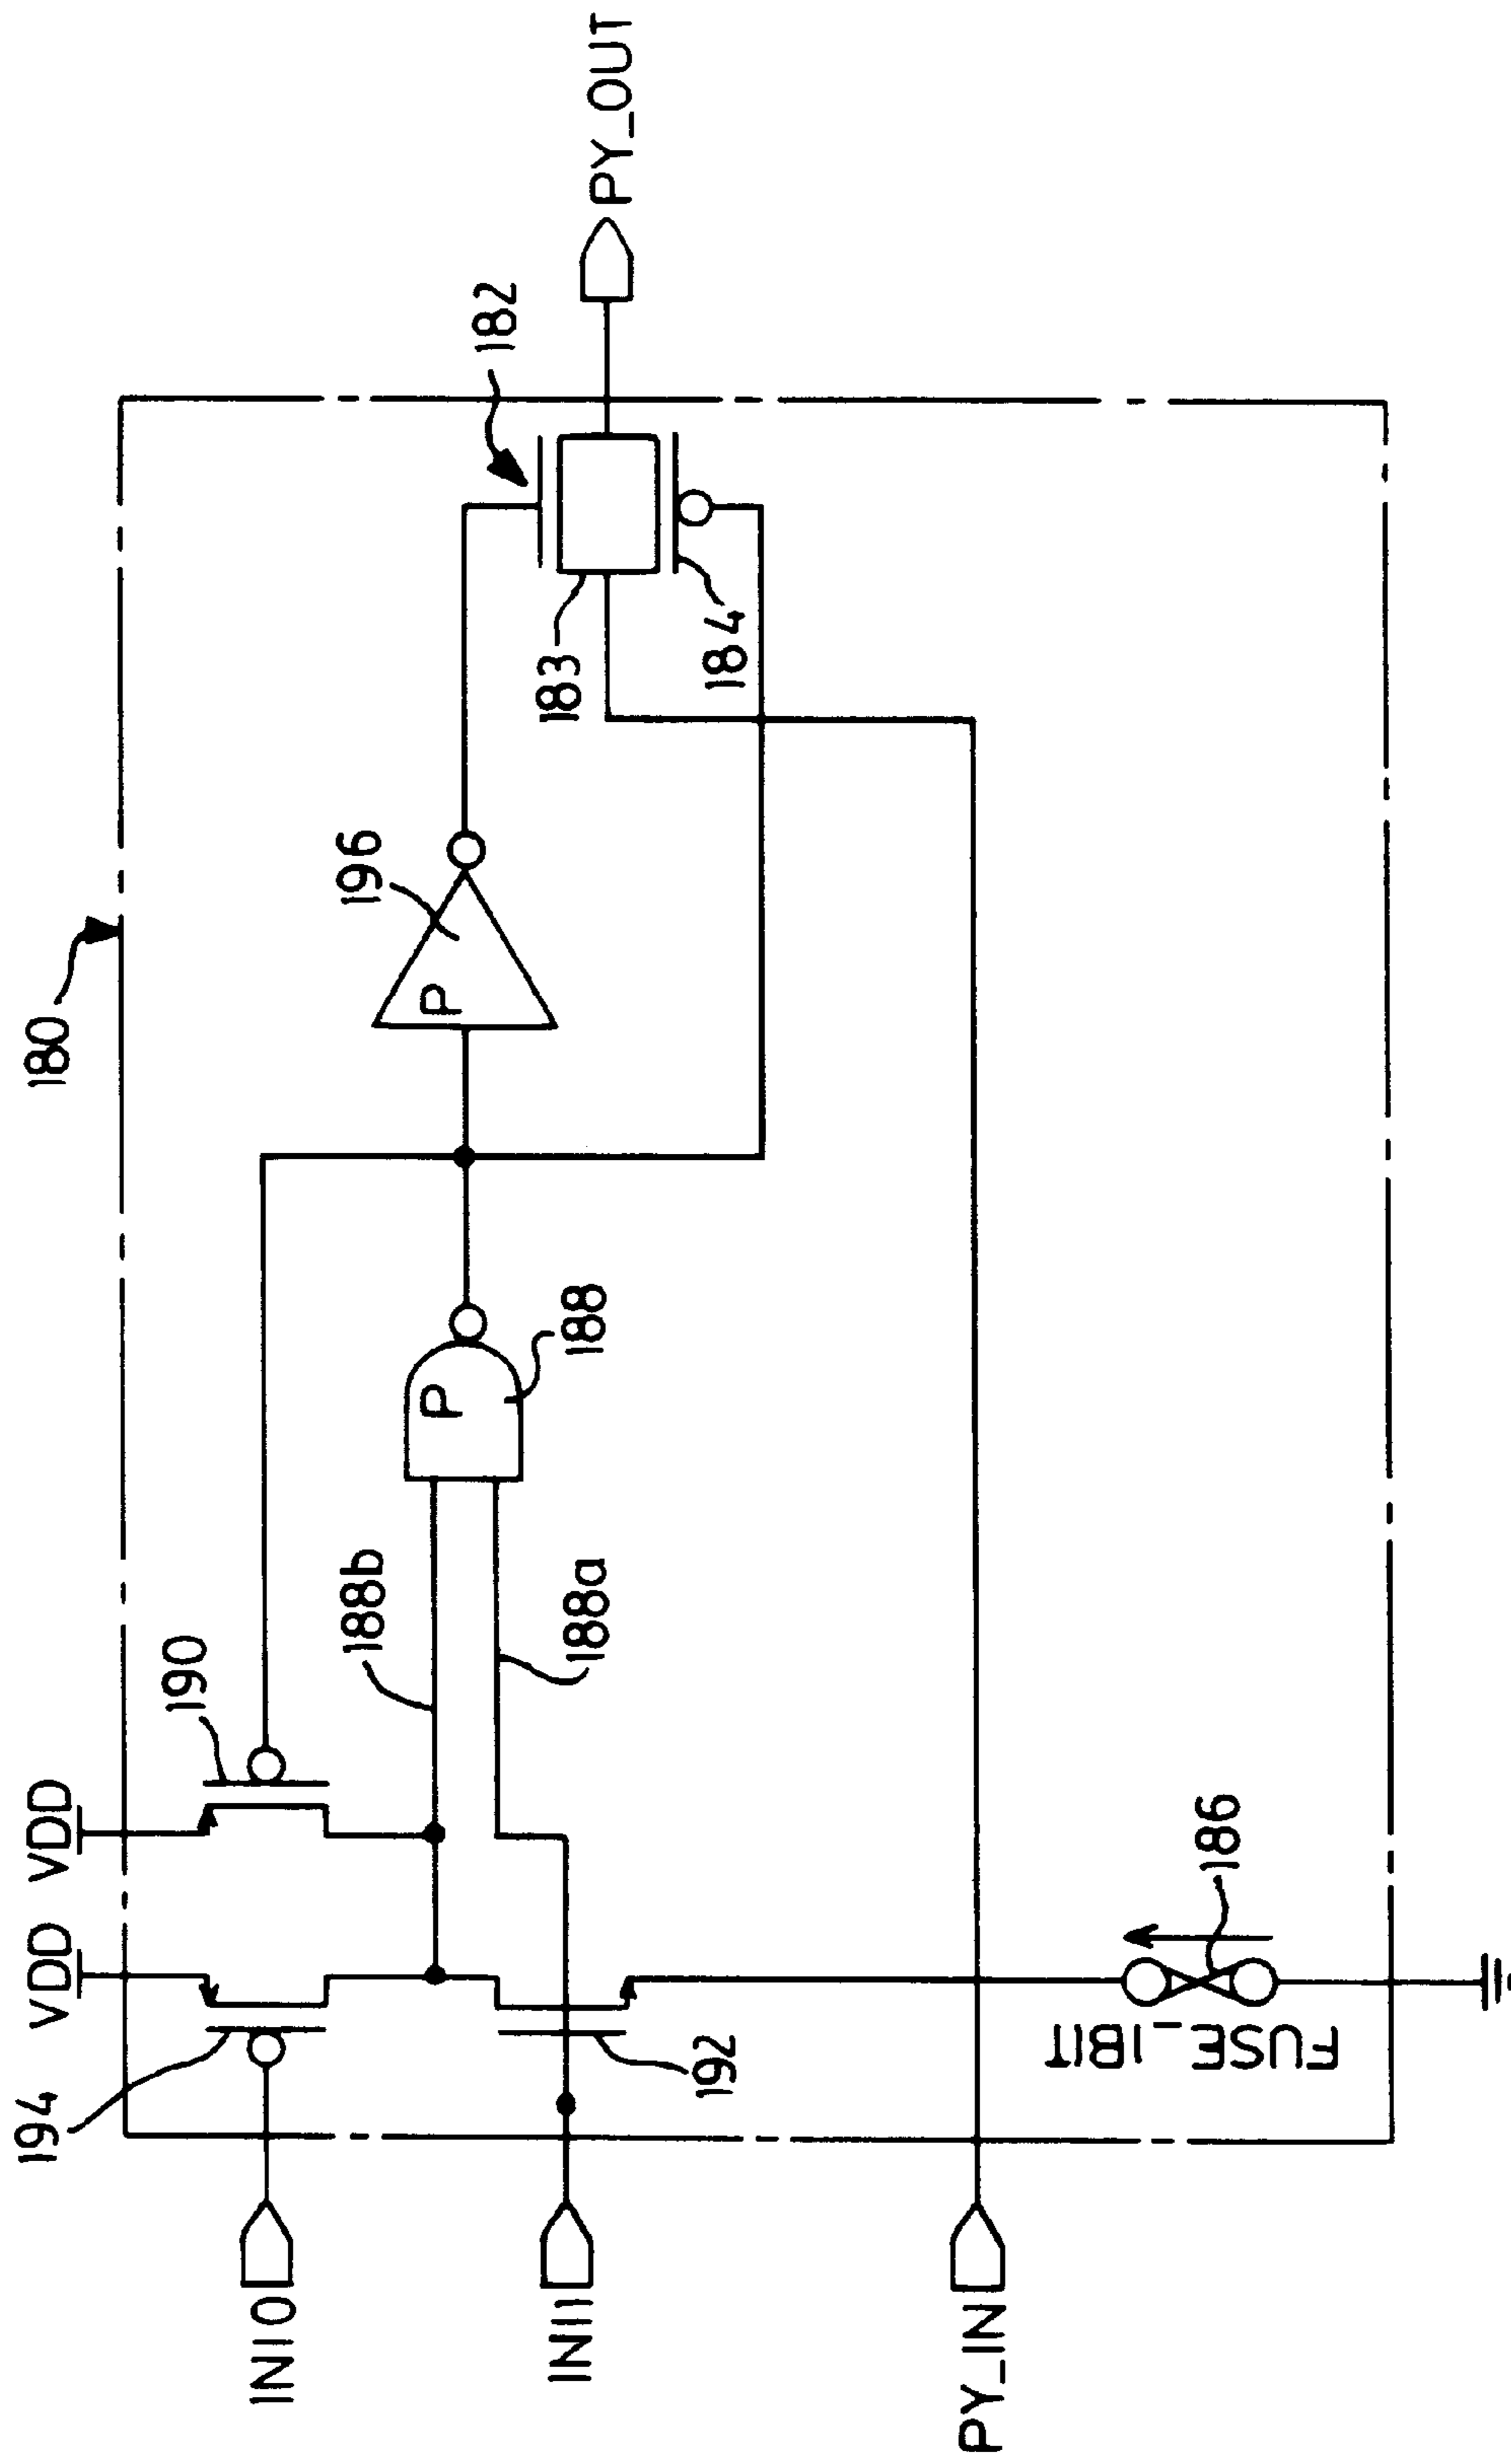 180
VDD
VDD
194
190
IN10
188b
P
196
P
182
183
PY_OUT
184
IN11
192
188a
188
PY_IN
186
FUSE_1BIT